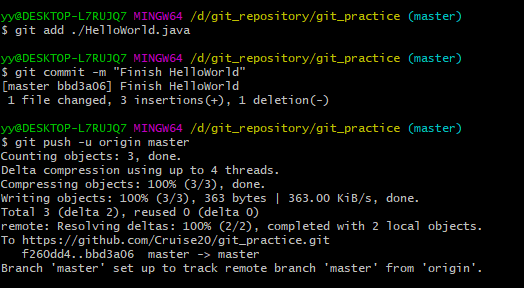 yy@DESKTOP-L7RUJQ7 MINGW64 /d/git_repository/git_practice (master)
$ git add ./HelloWorld.java
yy@DESKTOP-L7RUJQ7 MINGW64 /d/git_repository/git_practice (master)
$ git commit -m "Finish HelloWorld"
[master bbd3a06] Finish HelloWorld
 1 file changed, 3 insertions(+), 1 deletion(-)
yy@DESKTOP-L7RUJQ7 MINGW64 /d/git_repository/git_practice (master)
$ git push -u origin master
Counting objects: 3, done.
Delta compression using up to 4 threads.
Compressing objects: 100% (3/3), done.
Writing objects: 100% (3/3), 363 bytes | 363.00 KiB/s, done.
Total 3 (delta 2), reused 0 (delta 0)
remote: Resolving deltas: 100% (2/2), completed with 2 local objects.
To https://github.com/Cruise20/git_practice.git
   f260dd4..bbd3a06  master -> master
Branch 'master' set up to track remote branch 'master' from 'origin'.